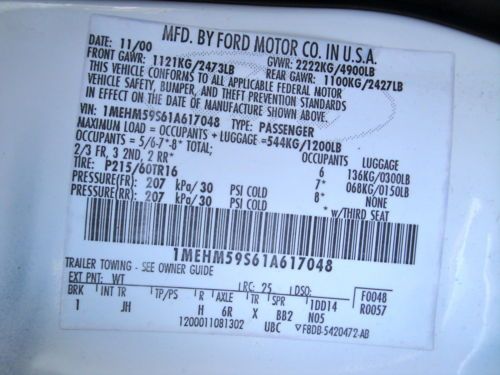 MFD. BY FORD MOTOR CO. IN U.S.A.
DATE: 11/00 GVWR: 2222KG/4900LB
FRONT GAWR: 1121KG/2473LB REAR GAWR: 1100KG/2427LB
THIS VEHICLE CONFORMS TO ALL APPLICABLE FEDERAL MOTOR
VEHICLE SAFETY, BUMPER, AND THEFT PREVENTION STANDARDS
IN EFFECT ON THE DATE OF MANUFACTURE SHOWN ABOVE.
VIN: 1MEHM59S61A617048 TYPE: PASSENGER
MAXIMUM LOAD = OCCUPANTS + LUGGAGE =544KG/1200LB
OCCUPANTS = 5/6-7*-8* TOTAL; OCCUPANTS LUGGAGE
2/3 FR, 3 2ND, 2 RR* 6 136KG/0300LB
TIRE: P215/60TR16 7* 068KG/0150LB
PRESSURE(FR) 207 kPa/30 PSI COLD 8* NONE
PRESSURE(RR) 207 kPa/30 PSI COLD * W/THIRD SEAT
1MEHM59S61A617048
TRAILER TOWING - SEE OWNER GUIDE
EXT PNT: WT RC: 25 DSO: F0048
BRK INT TR TP/PS R AXLE TR SPR 1DD14 R0057
1 JH H 6R X BB2 N05
1200011081302 UBC F8DB-5420472-AB